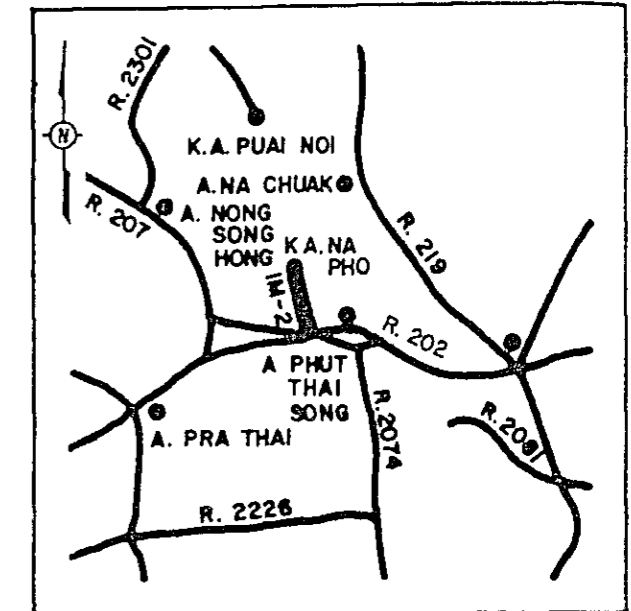 R. 2301
N
K.A. PUAI NOI
A. NA CHUAK
R. 207
A. NONG
SONG
HONG
K A. NA
PHO
R. 219
IM-2
R. 202
A PHUT
THAI
SONG
R. 2074
R. 2081
A. PRA THAI
R. 2226